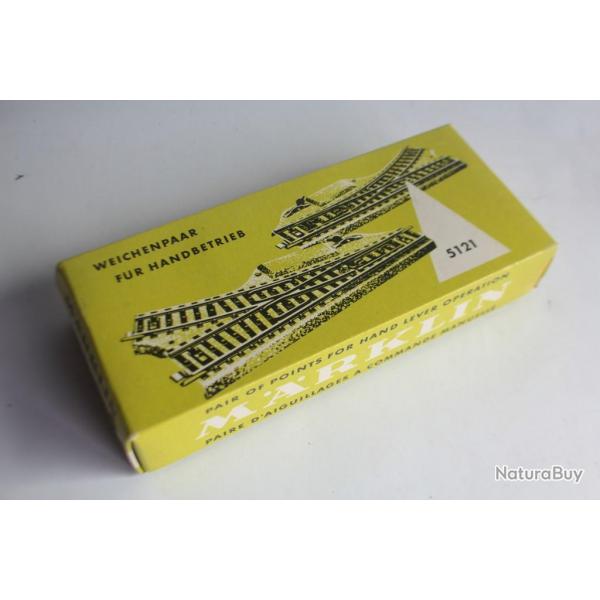 WEICHENPAAR
FÜR HANDBETRIEB
5121
PAIR OF POINTS FOR HAND LEVER OPERATION
MÄRKLIN
PAIRE D'AIGUILLAGES A COMMANDE MANUELLE
NaturaBuy